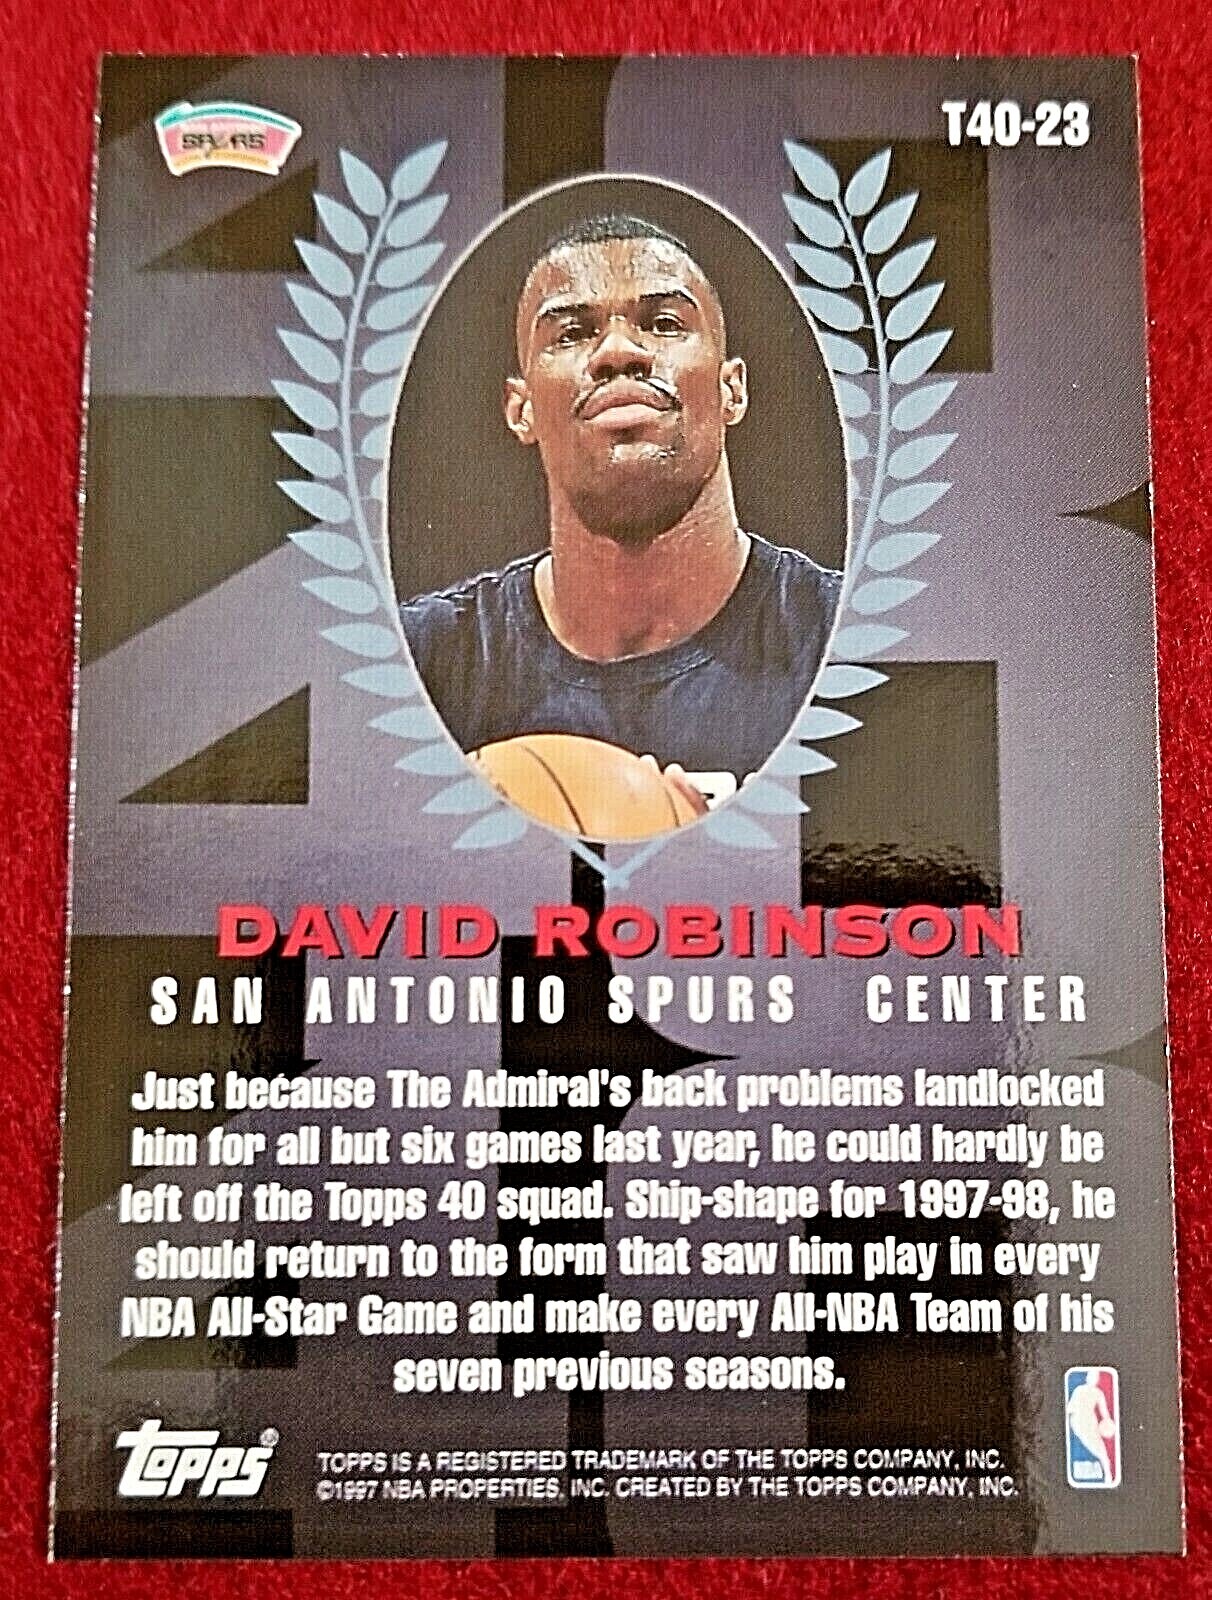 SPURS
T40-23
DAVID ROBINSON
SAN ANTONIO SPURS CENTER
Just because The Admiral's back problems landlocked
him for all but six games last year, he could hardly be
left off the Topps 40 squad. Ship-shape for 1997-98, he
should return to the form that saw him play in every
NBA All-Star Game and make every All-NBA Team of his
seven previous seasons.
Topps
TOPPS IS A REGISTERED TRADEMARK OF THE TOPPS COMPANY, INC.
©1997 NBA PROPERTIES, INC. CREATED BY THE TOPPS COMPANY, INC.
NBA